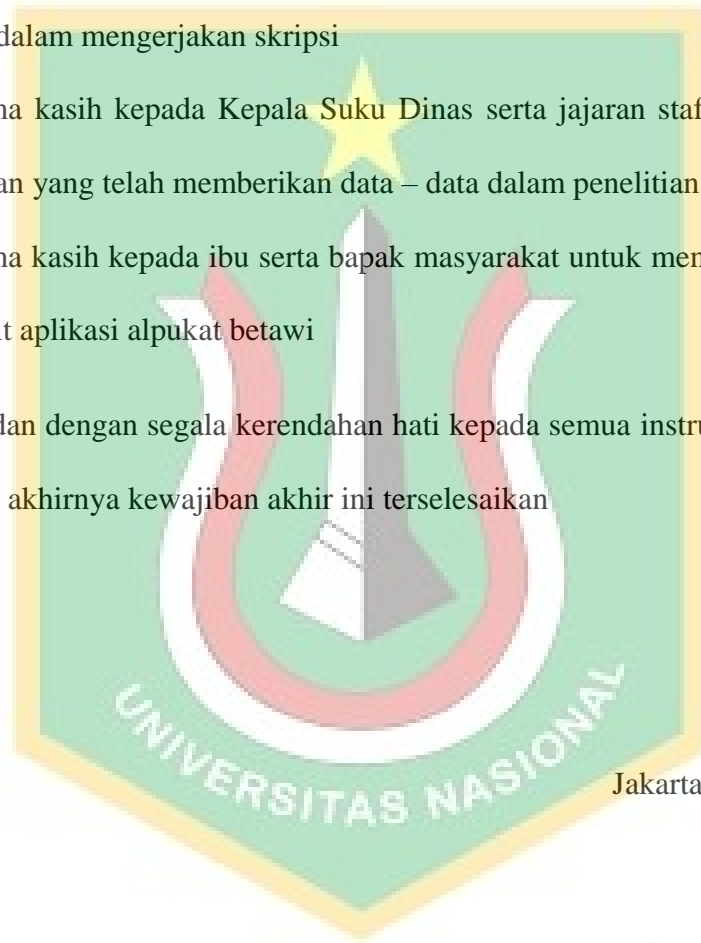 dalam mengerjakan skripsi
na kasih kepada Kepala Suku Dinas serta jajaran staf
an yang telah memberikan data – data dalam penelitian
na kasih kepada ibu serta bapak masyarakat untuk men
it aplikasi alpukat betawi
dan dengan segala kerendahan hati kepada semua instru
akhirnya kewajiban akhir ini terselesaikan
UNIVERSITAS NASIONAL
Jakarta